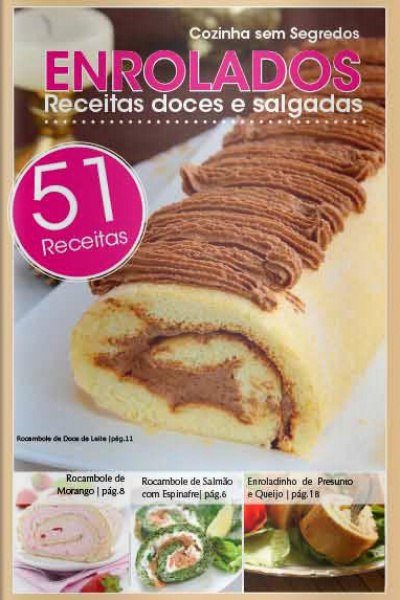 Cozinha sem Segredos
ENROLADOS
Receitas doces e salgadas
51
Receitas
Rocambole de Doce de Leite |pág.11
Rocambole de
Morango | pág.8
Rocambole de Salmão
com Espinafre| pág.6
Enroladinho de Presunto
e Queijo | pág.18